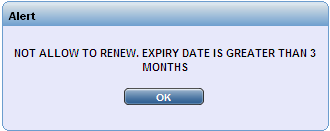 Alert
NOT ALLOW TO RENEW. EXPIRY DATE IS GREATER THAN 3
MONTHS
OK